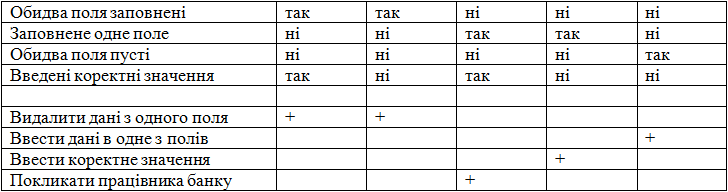 Обидва поля заповнені так так ні ні ні
Заповнене одне поле ні ні так так ні
Обидва поля пусті ні ні ні ні так
Введені коректні значення так ні так ні ні
Видалити дані з одного поля + +
Ввести дані в одне з полів +
Ввести коректне значення +
Покликати працівника банку +